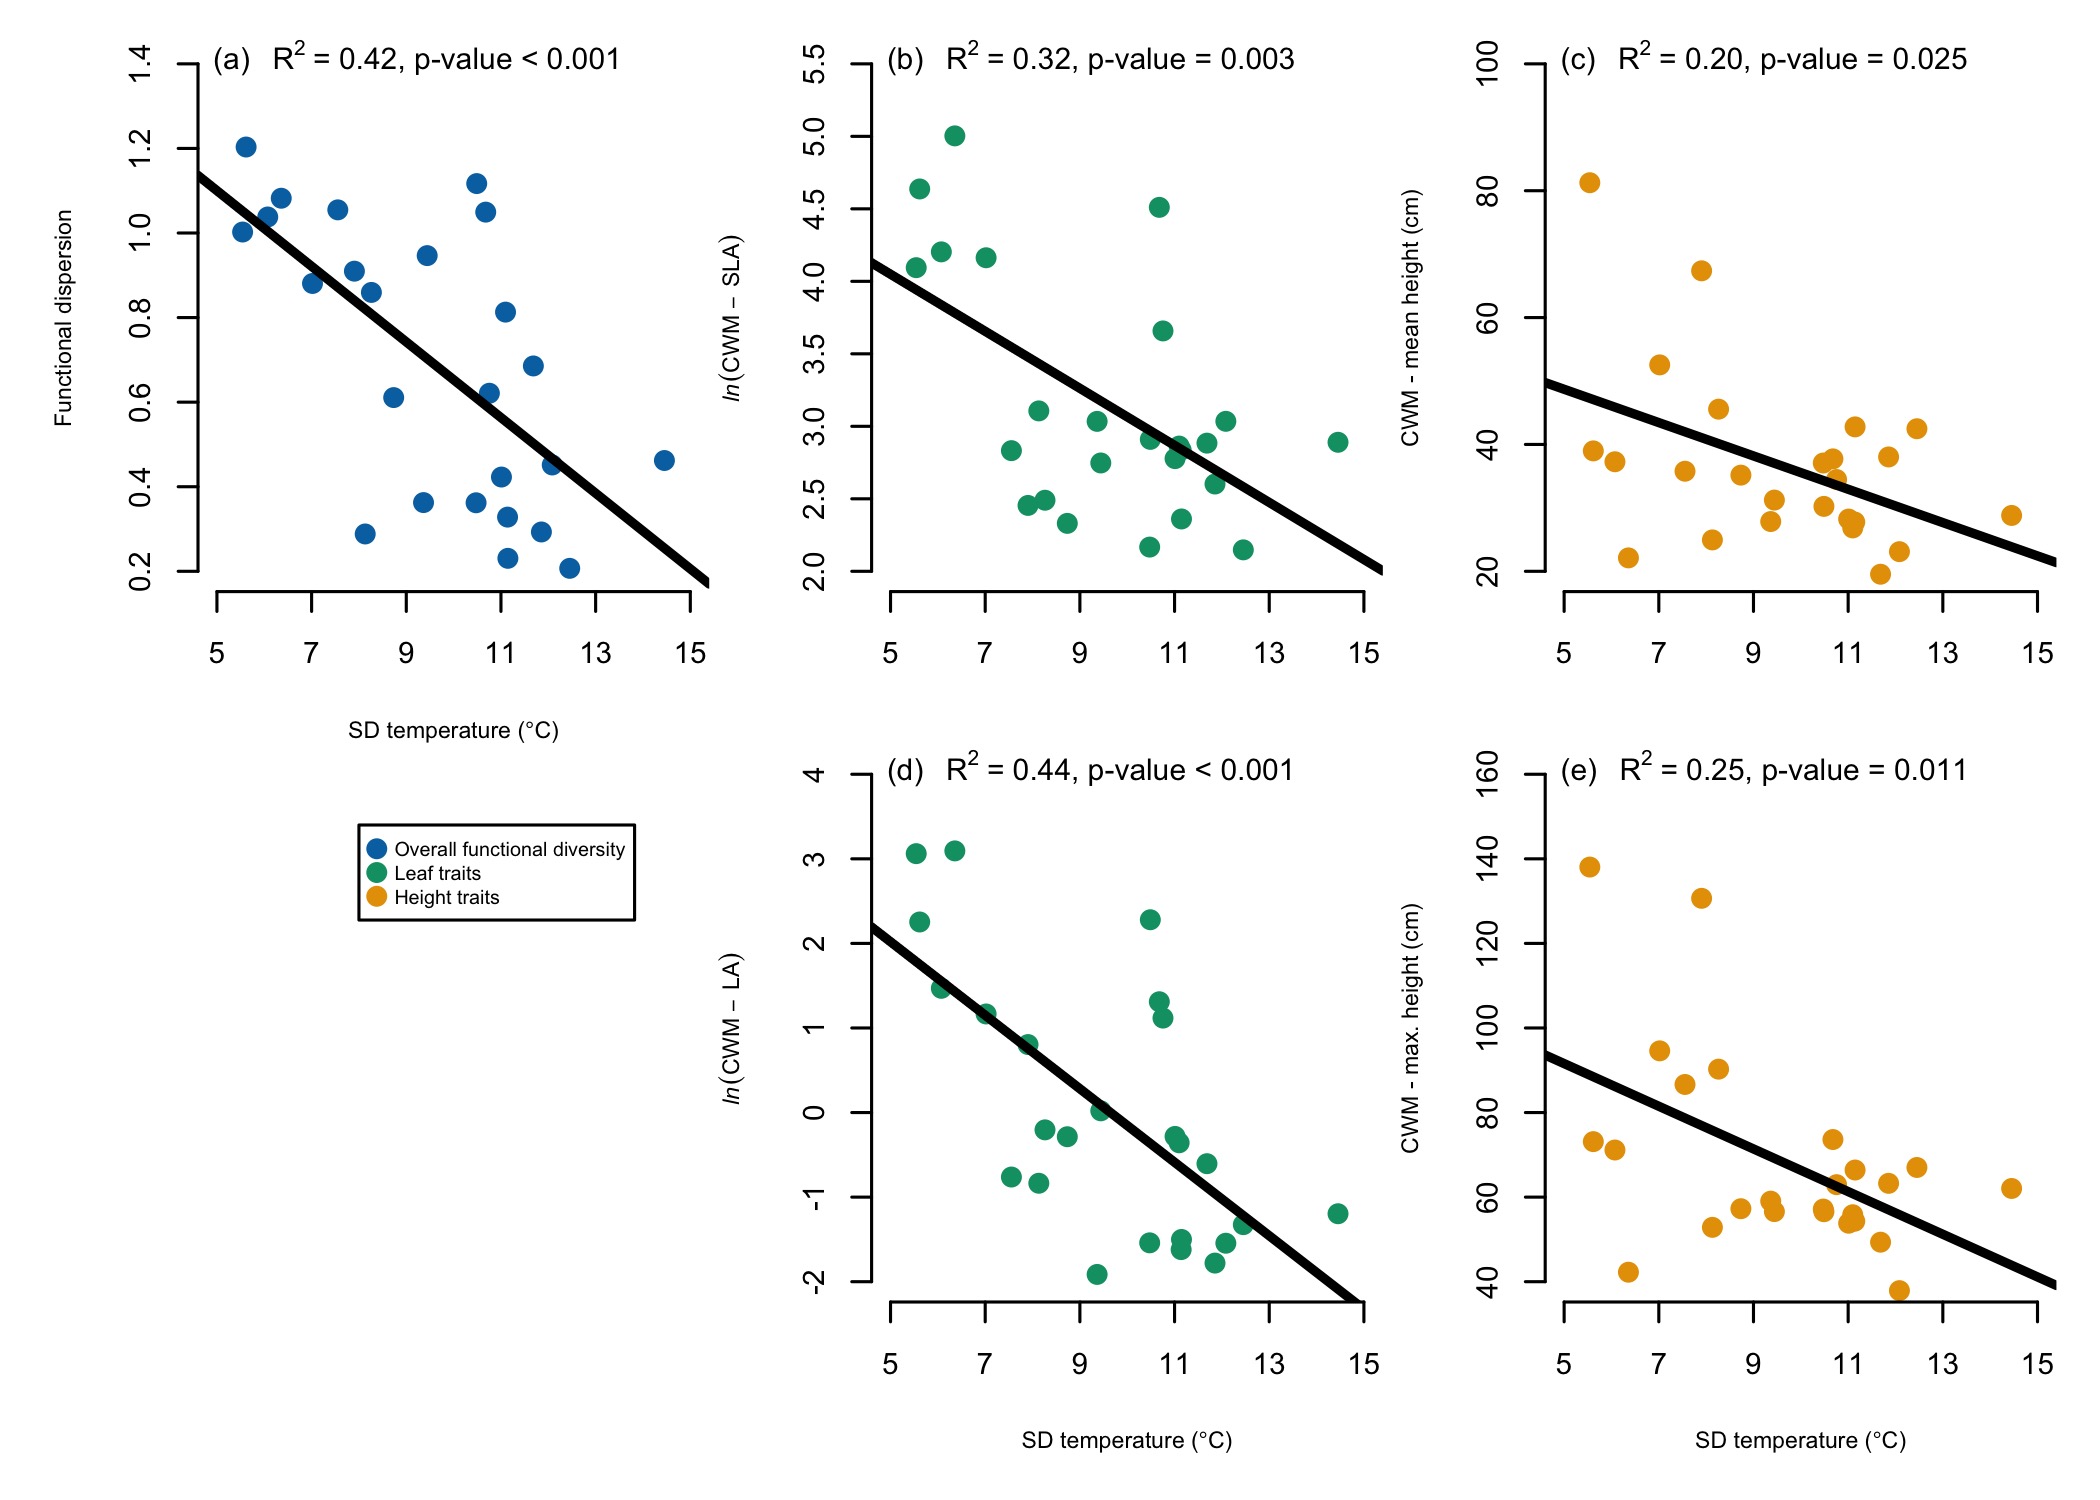 (a) R² = 0.42, p-value < 0.001
Functional dispersion
1.4
1.2
1.0
0.8
0.6
0.4
0.2
5 7 9 11 13 15
SD temperature (°C)
(b) R² = 0.32, p-value = 0.003
ln(CWM − SLA)
5.5
5.0
4.5
4.0
3.5
3.0
2.5
2.0
5 7 9 11 13 15
(c) R² = 0.20, p-value = 0.025
CWM - mean height (cm)
100
80
60
40
20
5 7 9 11 13 15
Overall functional diversity
Leaf traits
Height traits
(d) R² = 0.44, p-value < 0.001
ln(CWM − LA)
4
3
2
1
0
-1
-2
5 7 9 11 13 15
SD temperature (°C)
(e) R² = 0.25, p-value = 0.011
CWM - max. height (cm)
160
140
120
100
80
60
40
5 7 9 11 13 15
SD temperature (°C)